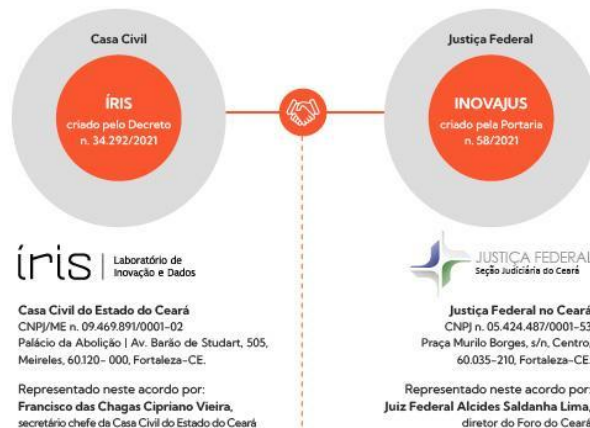 Casa Civil
ÍRIS
criado pelo Decreto
n. 34.292/2021
Justiça Federal
INOVAJUS
criado pela Portaria
n. 58/2021
íris | Laboratório de
Inovação e Dados
Casa Civil do Estado do Ceará
CNPJ/ME n. 09.469.891/0001-02
Palácio da Abolição | Av. Barão de Studart, 505,
Meireles, 60.120- 000, Fortaleza-CE.
Representado neste acordo por:
Francisco das Chagas Cipriano Vieira,
secretário chefe da Casa Civil do Estado do Ceará
JUSTIÇA FEDERAL
Seção Judiciária do Ceará
Justiça Federal no Ceará
CNPJ n. 05.424.487/0001-53
Praça Murilo Borges, s/n, Centro,
60.035-210, Fortaleza-CE.
Representado neste acordo por:
Juiz Federal Alcides Saldanha Lima,
diretor do Foro do Ceará